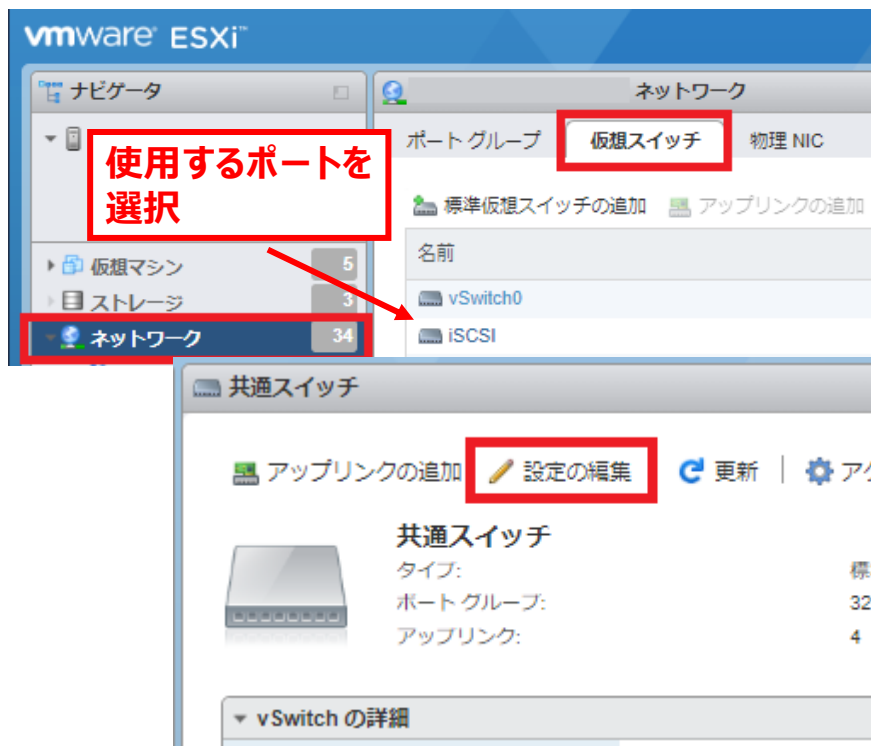 vmware ESXi™
ナビゲータ
ネットワーク
ポート グループ 仮想スイッチ 物理 NIC
使用するポートを
選択
標準仮想スイッチの追加 アップリンクの追加
名前
仮想マシン 5
vSwitch0
ストレージ 3
iSCSI
ネットワーク 34
共通スイッチ
アップリンクの追加 設定の編集 更新
共通スイッチ
タイプ:
ポート グループ: 32
アップリンク: 4
vSwitch の詳細